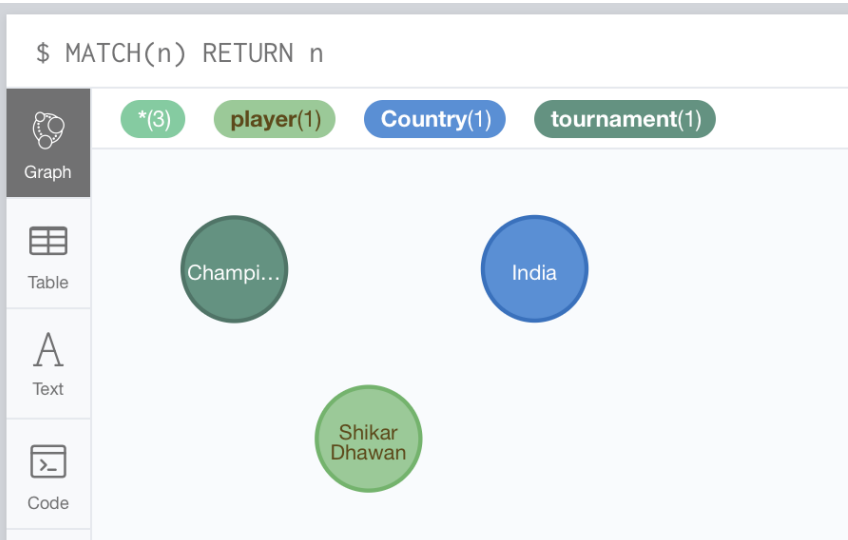 $ MATCH(n) RETURN n
*(3) player(1) Country(1) tournament(1)
Graph
Table
Text
Code
Champi...
India
Shikar
Dhawan